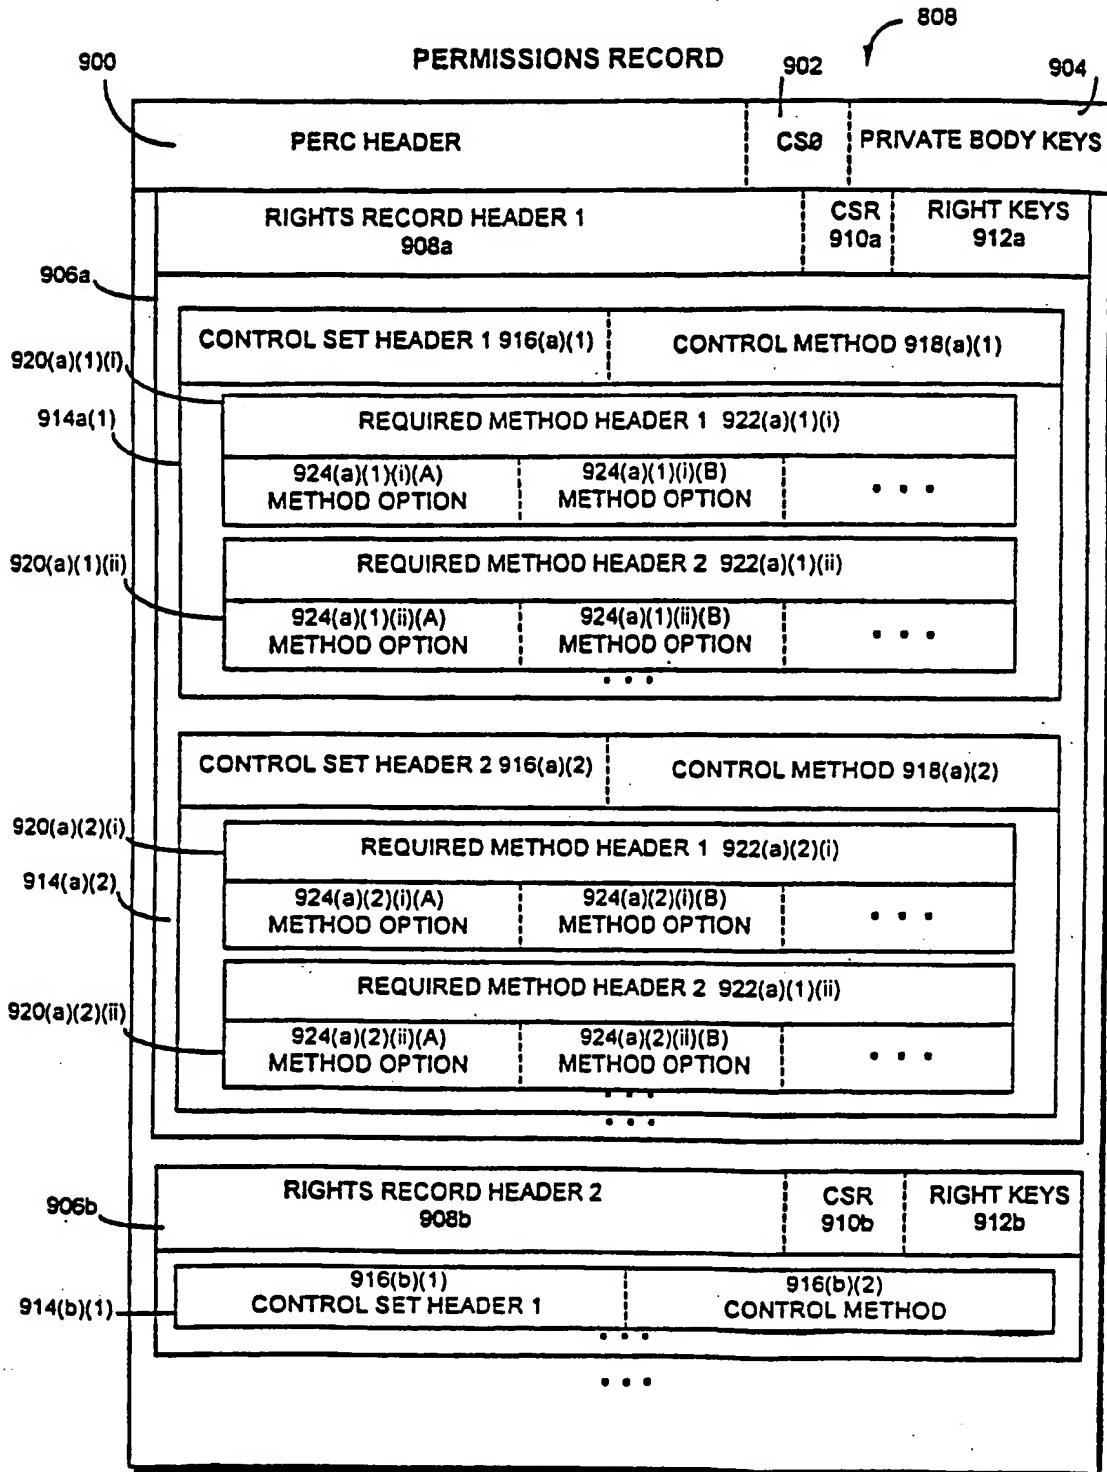 808
PERMISSIONS RECORD
900
902
904
PERC HEADER
CS0
PRIVATE BODY KEYS
RIGHTS RECORD HEADER 1
908a
CSR
910a
RIGHT KEYS
912a
906a
CONTROL SET HEADER 1 916(a)(1)
CONTROL METHOD 918(a)(1)
920(a)(1)(i)
REQUIRED METHOD HEADER 1 922(a)(1)(i)
914a(1)
924(a)(1)(i)(A)
METHOD OPTION
924(a)(1)(i)(B)
METHOD OPTION
• • •
920(a)(1)(ii)
REQUIRED METHOD HEADER 2 922(a)(1)(ii)
924(a)(1)(ii)(A)
METHOD OPTION
924(a)(1)(ii)(B)
METHOD OPTION
• • •
• • •
CONTROL SET HEADER 2 916(a)(2)
CONTROL METHOD 918(a)(2)
920(a)(2)(i)
REQUIRED METHOD HEADER 1 922(a)(2)(i)
914(a)(2)
924(a)(2)(i)(A)
METHOD OPTION
924(a)(2)(i)(B)
METHOD OPTION
• • •
REQUIRED METHOD HEADER 2 922(a)(1)(ii)
920(a)(2)(ii)
924(a)(2)(ii)(A)
METHOD OPTION
924(a)(2)(ii)(B)
METHOD OPTION
• • •
• • •
• • •
906b
RIGHTS RECORD HEADER 2
908b
CSR
910b
RIGHT KEYS
912b
914(b)(1)
916(b)(1)
CONTROL SET HEADER 1
916(b)(2)
CONTROL METHOD
• • •
• • •